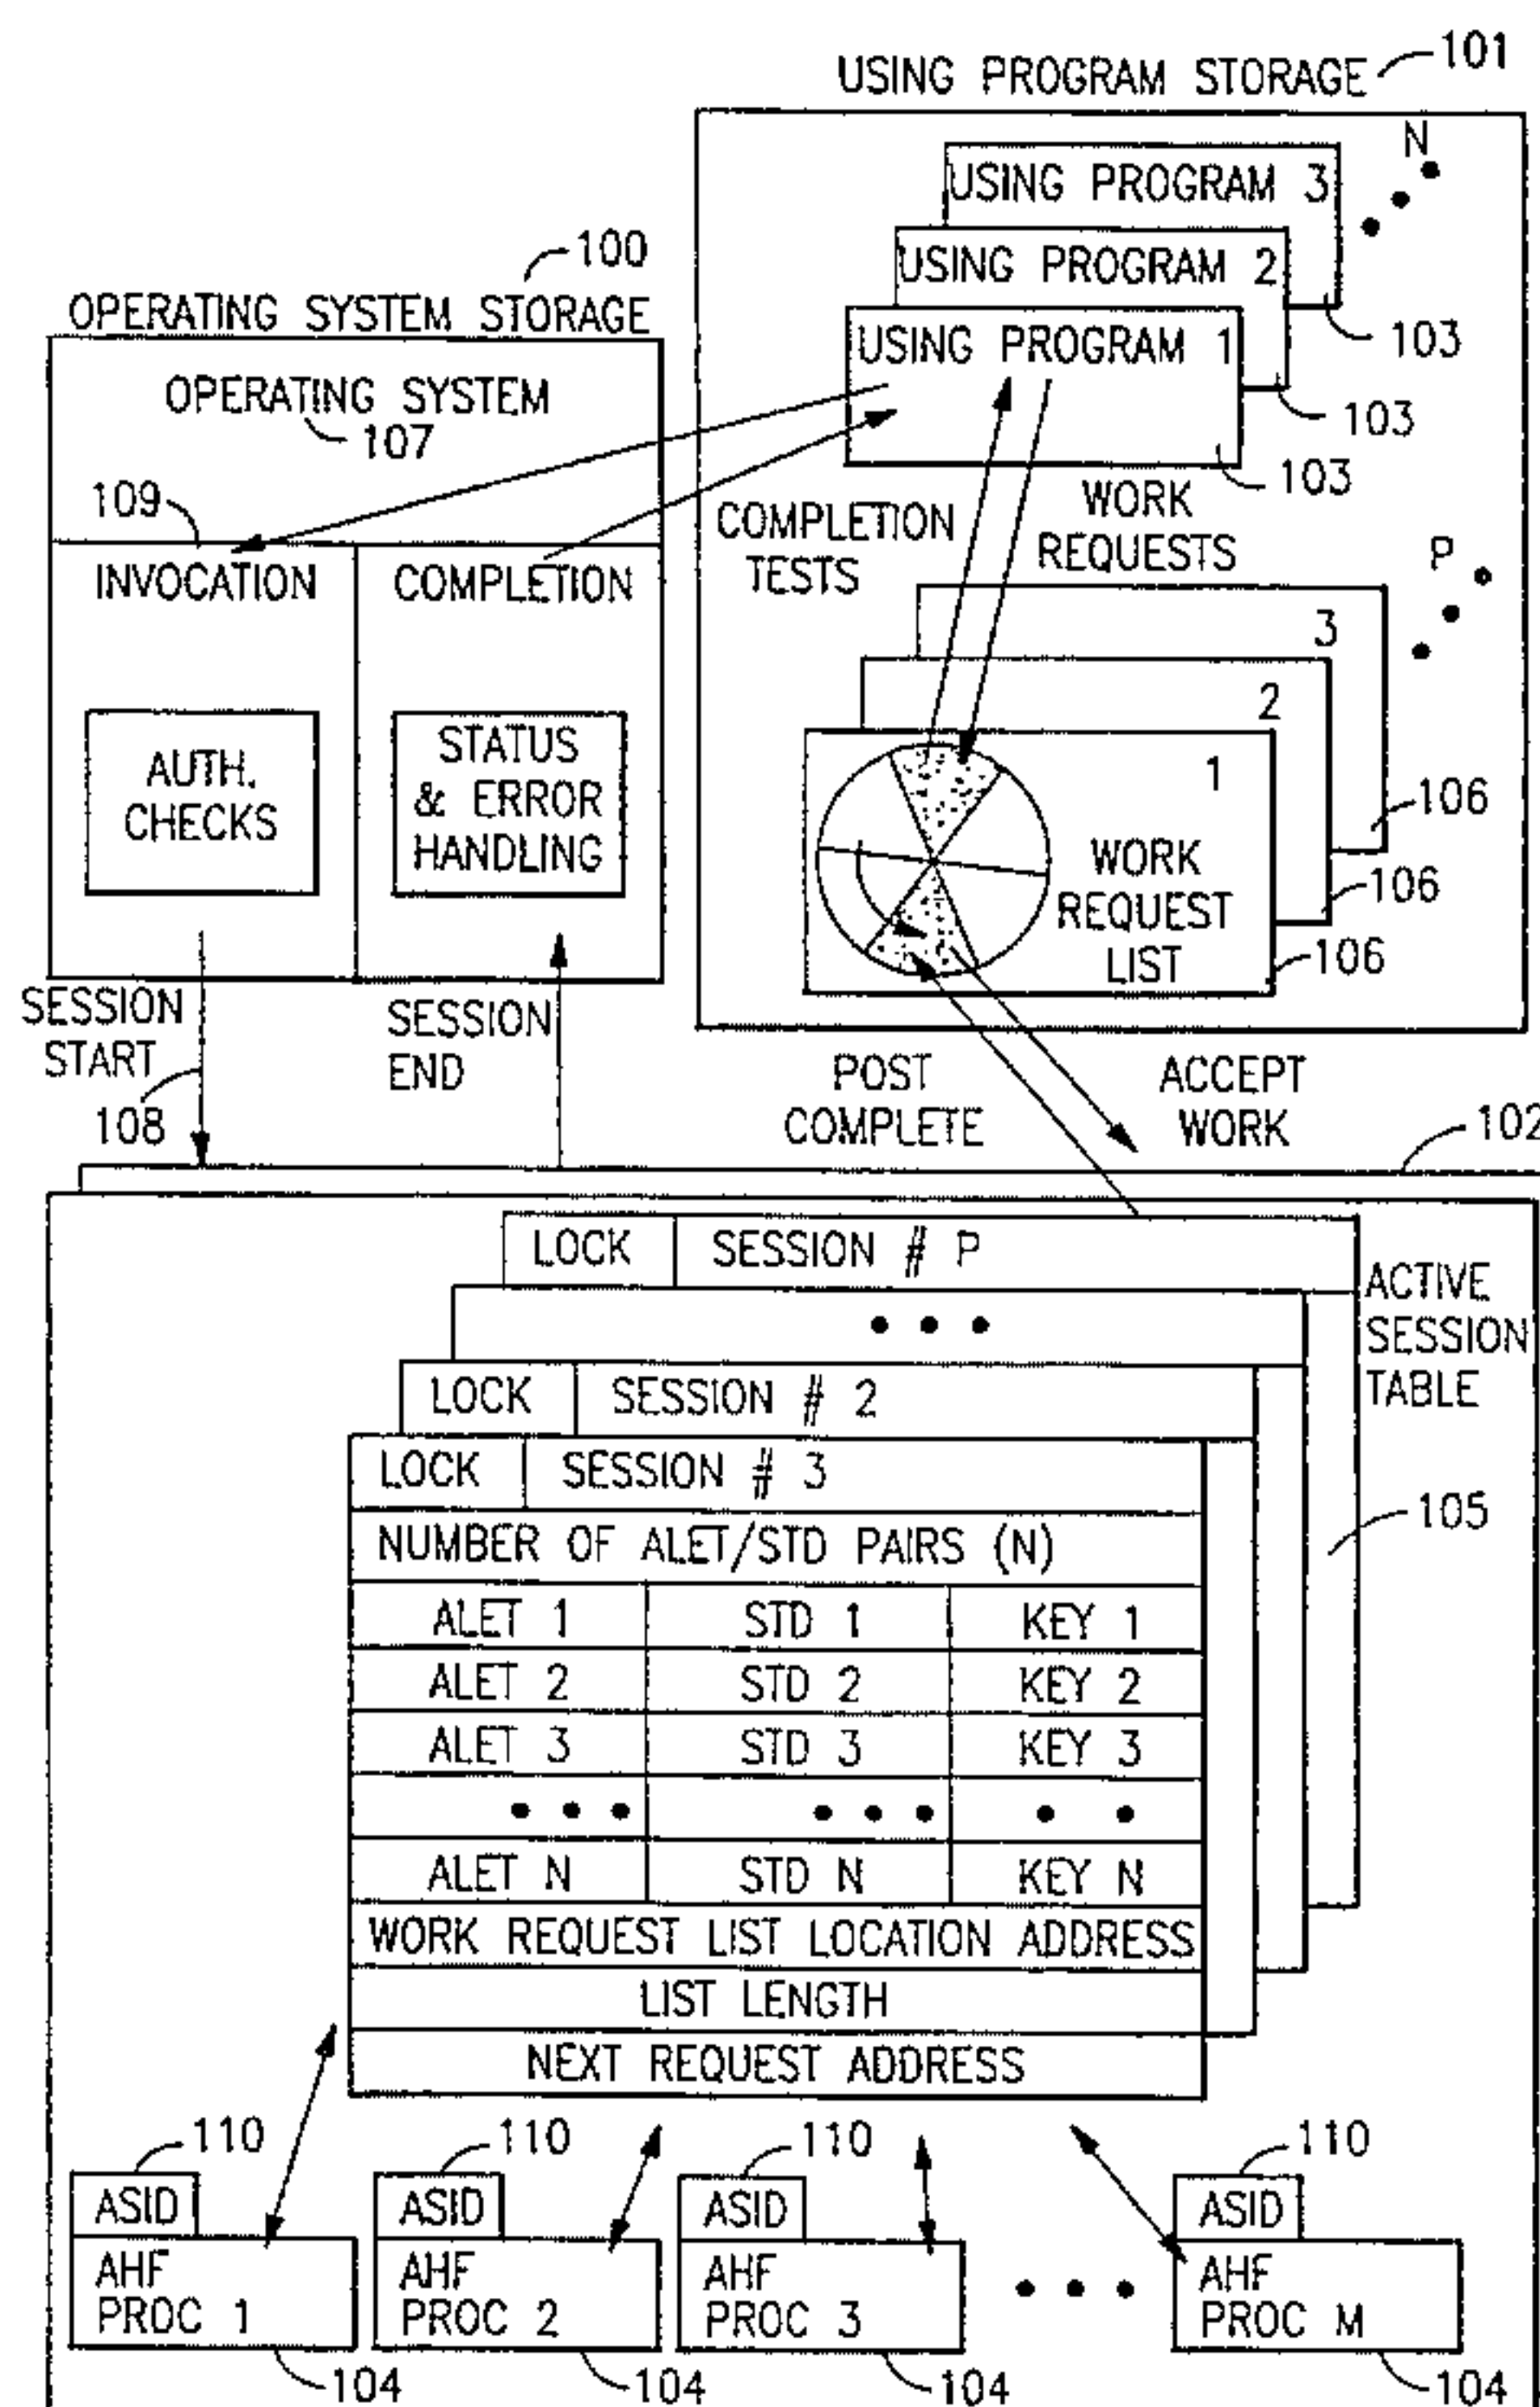 USING PROGRAM STORAGE 101
N
USING PROGRAM 3
USING PROGRAM 2
USING PROGRAM 1
103
103
103
100
OPERATING SYSTEM STORAGE
OPERATING SYSTEM
107
109
INVOCATION
COMPLETION
AUTH.
CHECKS
STATUS
& ERROR
HANDLING
COMPLETION
TESTS
WORK
REQUESTS
P
3
2
1
WORK
REQUEST
LIST
106
106
106
SESSION
START
108
SESSION
END
POST
COMPLETE
ACCEPT
WORK
102
LOCK SESSION # P
• • •
LOCK SESSION # 2
LOCK SESSION # 3
ACTIVE
SESSION
TABLE
105
NUMBER OF ALET/STD PAIRS (N)
ALET 1 STD 1 KEY 1
ALET 2 STD 2 KEY 2
ALET 3 STD 3 KEY 3
• • • • • • • •
ALET N STD N KEY N
WORK REQUEST LIST LOCATION ADDRESS
LIST LENGTH
NEXT REQUEST ADDRESS
110 110 110 110
ASID ASID ASID ASID
AHF AHF AHF AHF
PROC 1 PROC 2 PROC 3 • • • PROC M
104 104 104 104